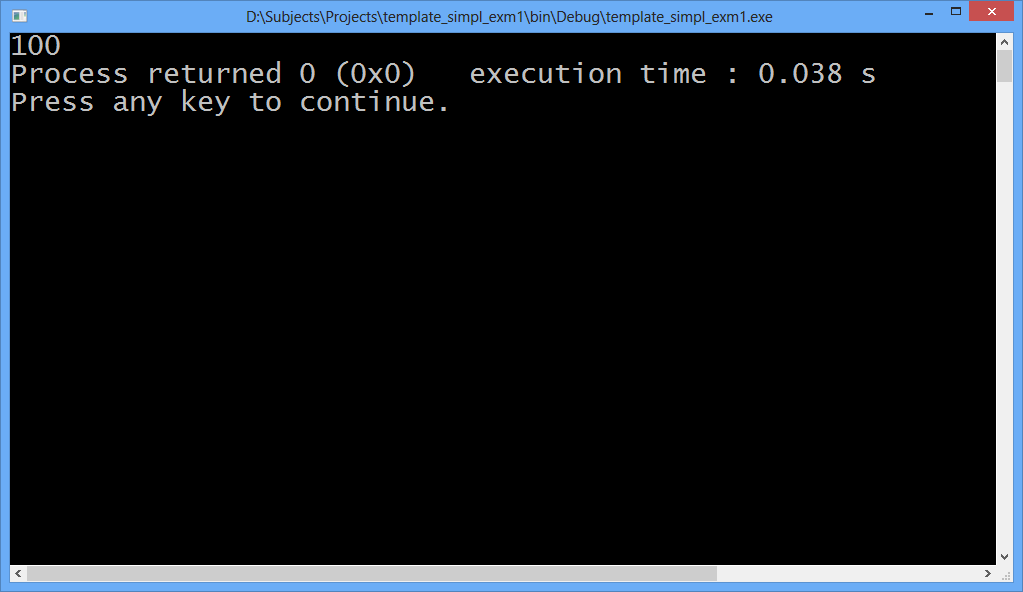 D:\Subjects\Projects\template_simpl_exm1\bin\Debug\template_simpl_exm1.exe
100
Process returned 0 (0x0)   execution time : 0.038 s
Press any key to continue.